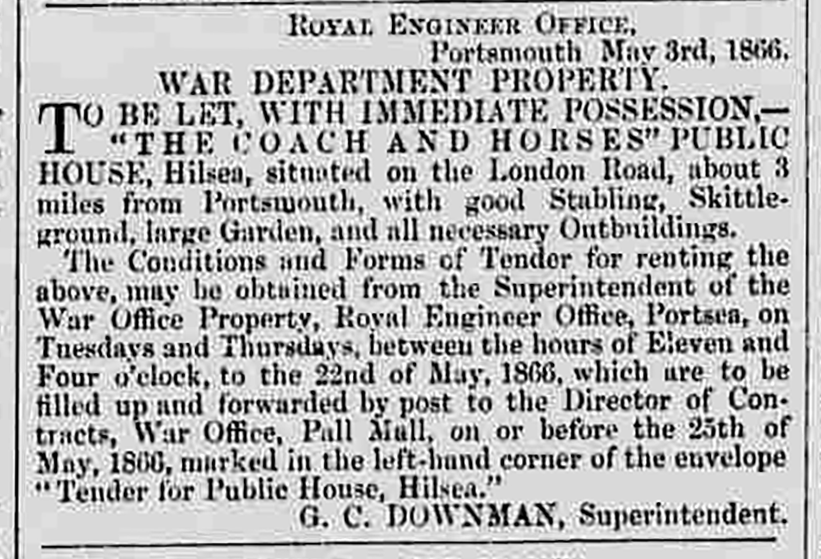 ROYAL ENGINEER OFFICE,
Portsmouth May 3rd, 1866.
WAR DEPARTMENT PROPERTY.
TO BE LET, WITH IMMEDIATE POSSESSION,—
"THE COACH AND HORSES" PUBLIC
HOUSE, Hilsea, situated on the London Road, about 3
miles from Portsmouth, with good Stabling, Skittle-
ground, large Garden, and all necessary Outbuildings.
The Conditions and Forms of Tender for renting the
above, may be obtained from the Superintendent of the
War Office Property, Royal Engineer Office, Portsea, on
Tuesdays and Thursdays, between the hours of Eleven and
Four o'clock, to the 22nd of May, 1866, which are to be
filled up and forwarded by post to the Director of Con-
tracts, War Office, Pall Mall, on or before the 25th of
May, 1866, marked in the left-hand corner of the envelope
"Tender for Public House, Hilsea."
G. C. DOWNMAN, Superintendent.